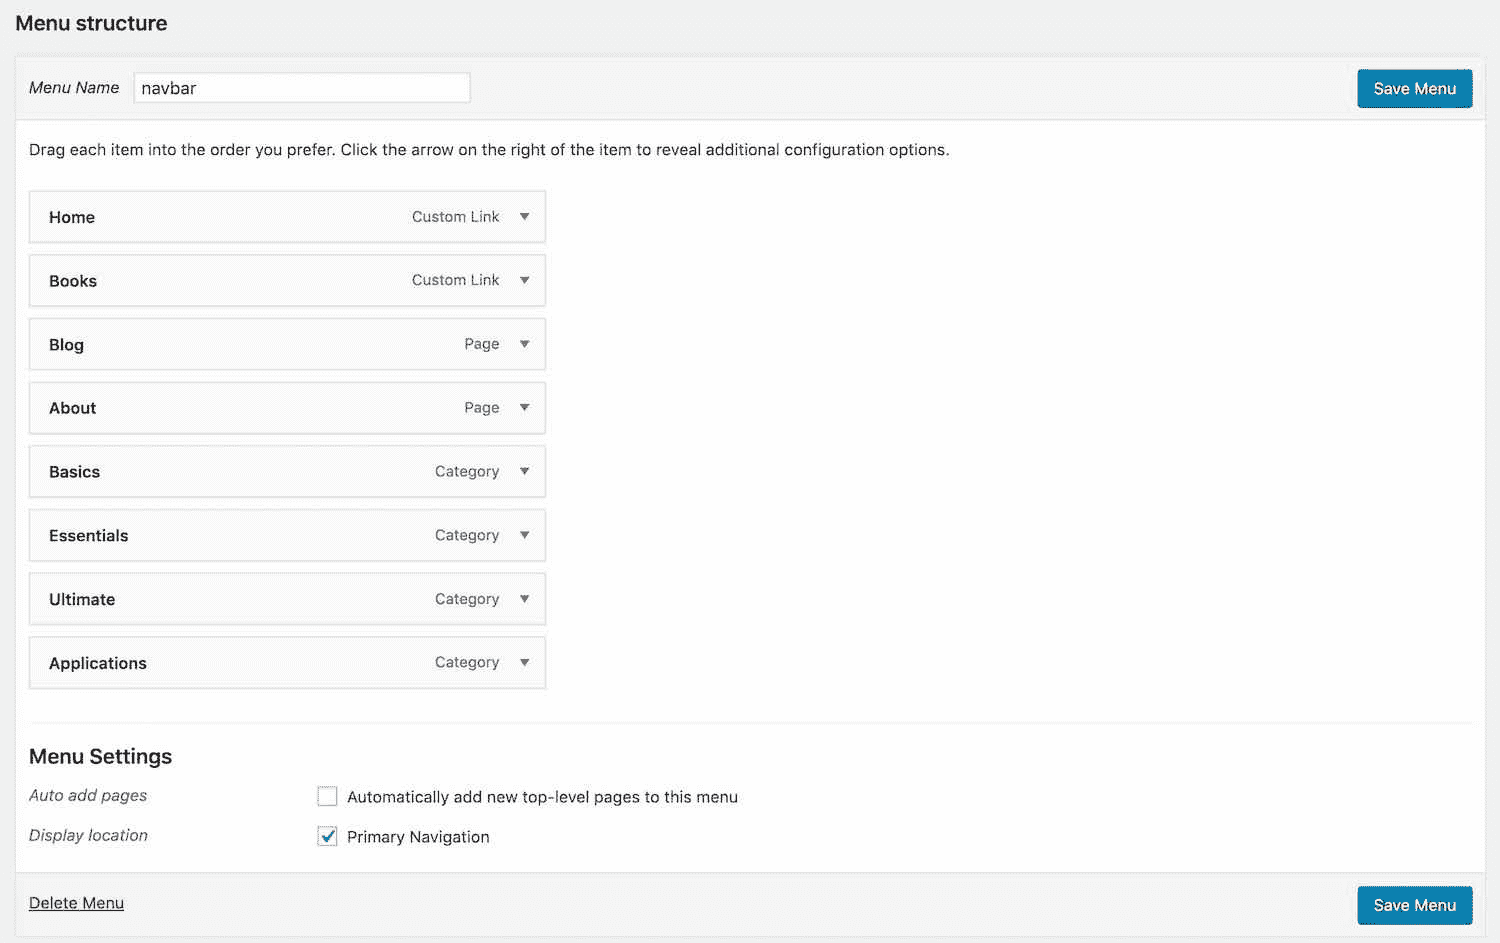 Menu structure
Menu Name navbar Save Menu
Drag each item into the order you prefer. Click the arrow on the right of the item to reveal additional configuration options.
Home Custom Link
Books Custom Link
Blog Page
About Page
Basics Category
Essentials Category
Ultimate Category
Applications Category
Menu Settings
Auto add pages Automatically add new top-level pages to this menu
Display location Primary Navigation
Delete Menu Save Menu